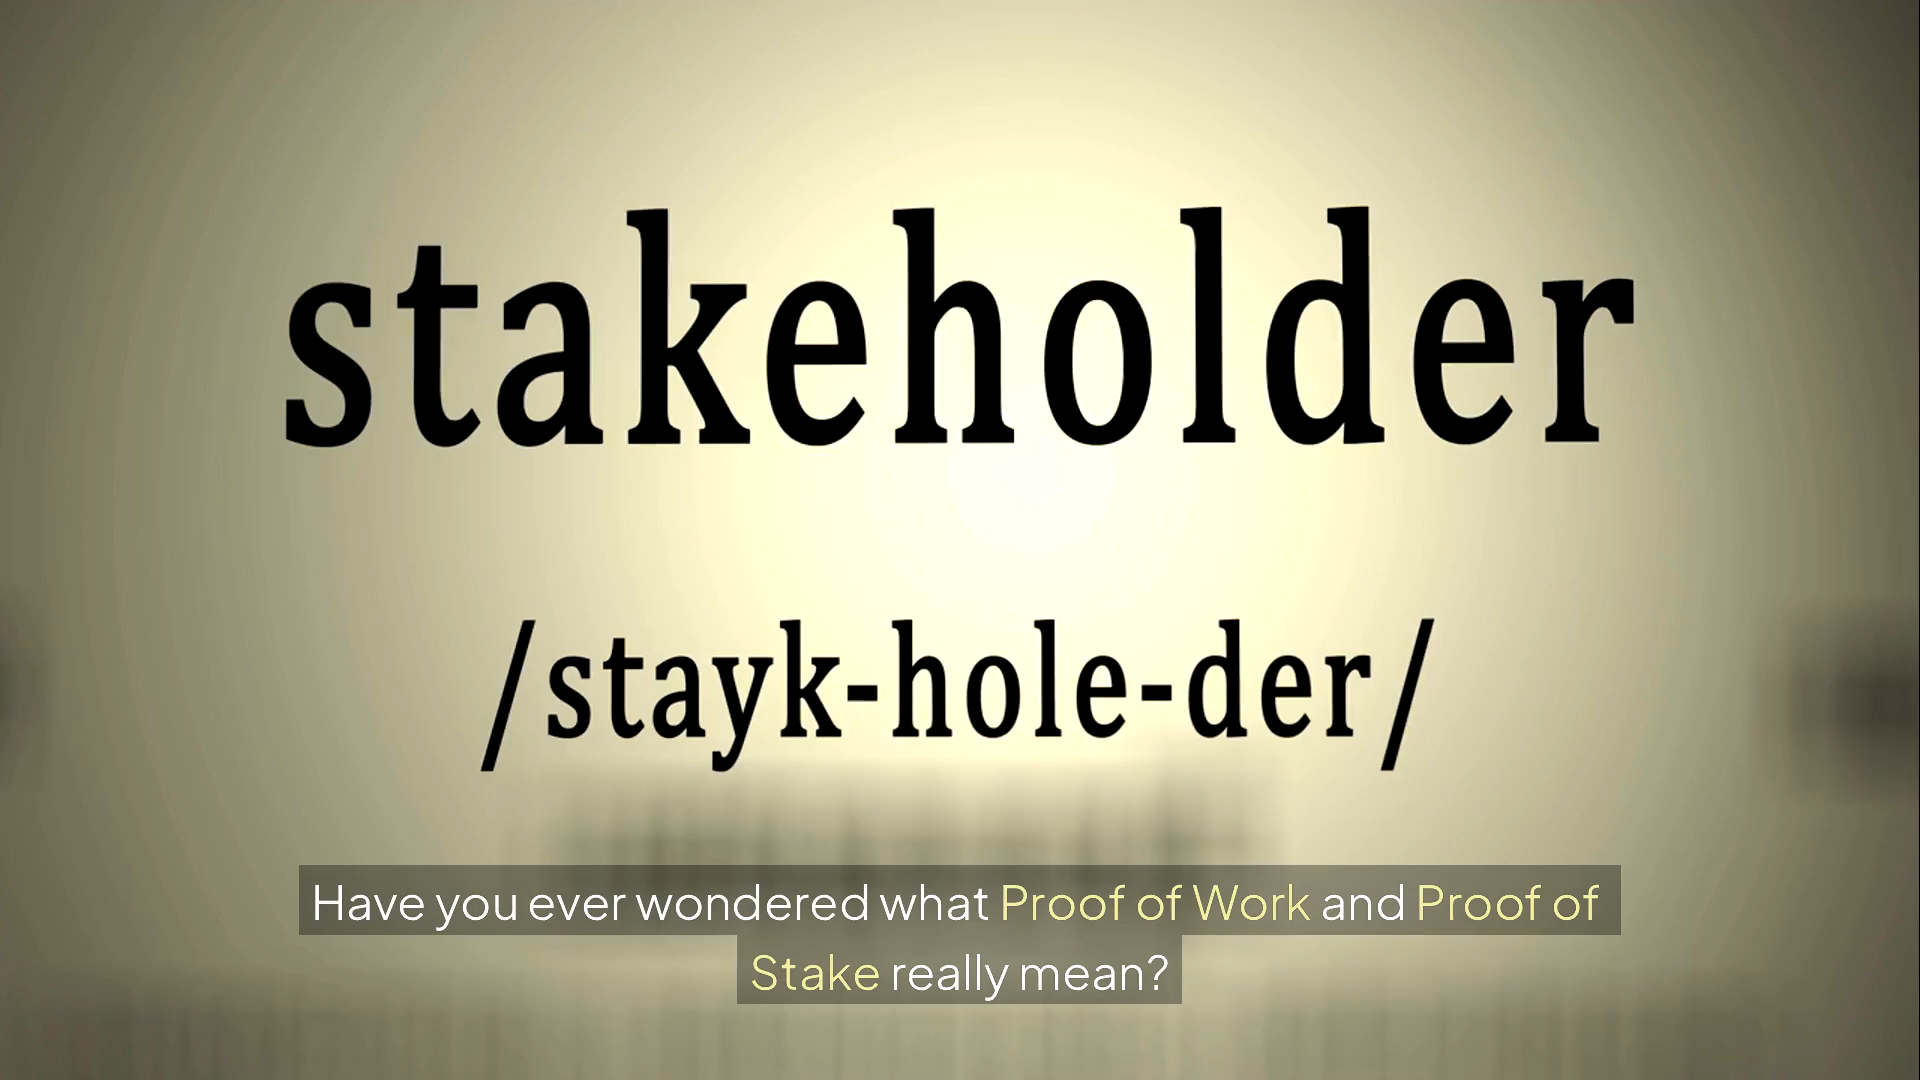 stakeholder
/stayk-hole-der/
Have you ever wondered what Proof of Work and Proof of
Stake really mean?